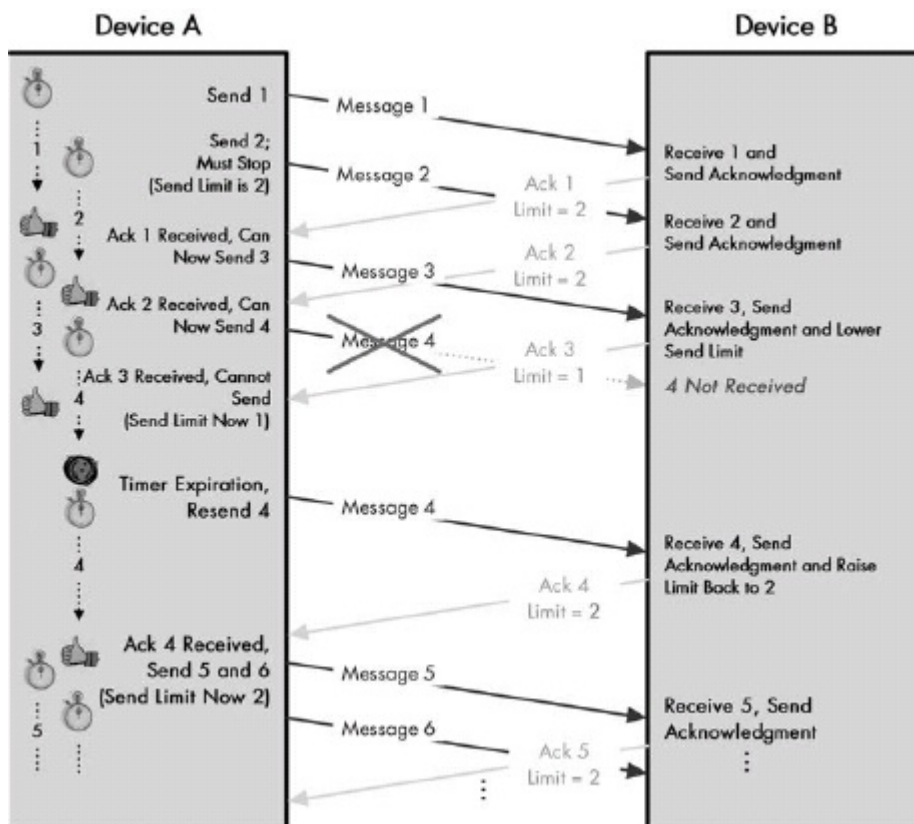 Device A
Device B
Send 1
Message 1
1
Send 2;
Must Stop
(Send Limit is 2)
Message 2
Receive 1 and
Send Acknowledgment
Ack 1
Limit = 2
2
Receive 2 and
Send Acknowledgment
Ack 1 Received, Can
Now Send 3
Message 3
Ack 2
Limit = 2
3
Ack 2 Received, Can
Now Send 4
Message 4
Receive 3, Send
Acknowledgment and Lower
Send Limit
Ack 3
Limit = 1
4 Not Received
4
Ack 3 Received, Cannot
Send
(Send Limit Now 1)
Timer Expiration,
Resend 4
Message 4
4
Receive 4, Send
Acknowledgment and Raise
Limit Back to 2
Ack 4
Limit = 2
Ack 4 Received,
Send 5 and 6
(Send Limit Now 2)
Message 5
5
Message 6
Receive 5, Send
Acknowledgment
Ack 5
Limit = 2